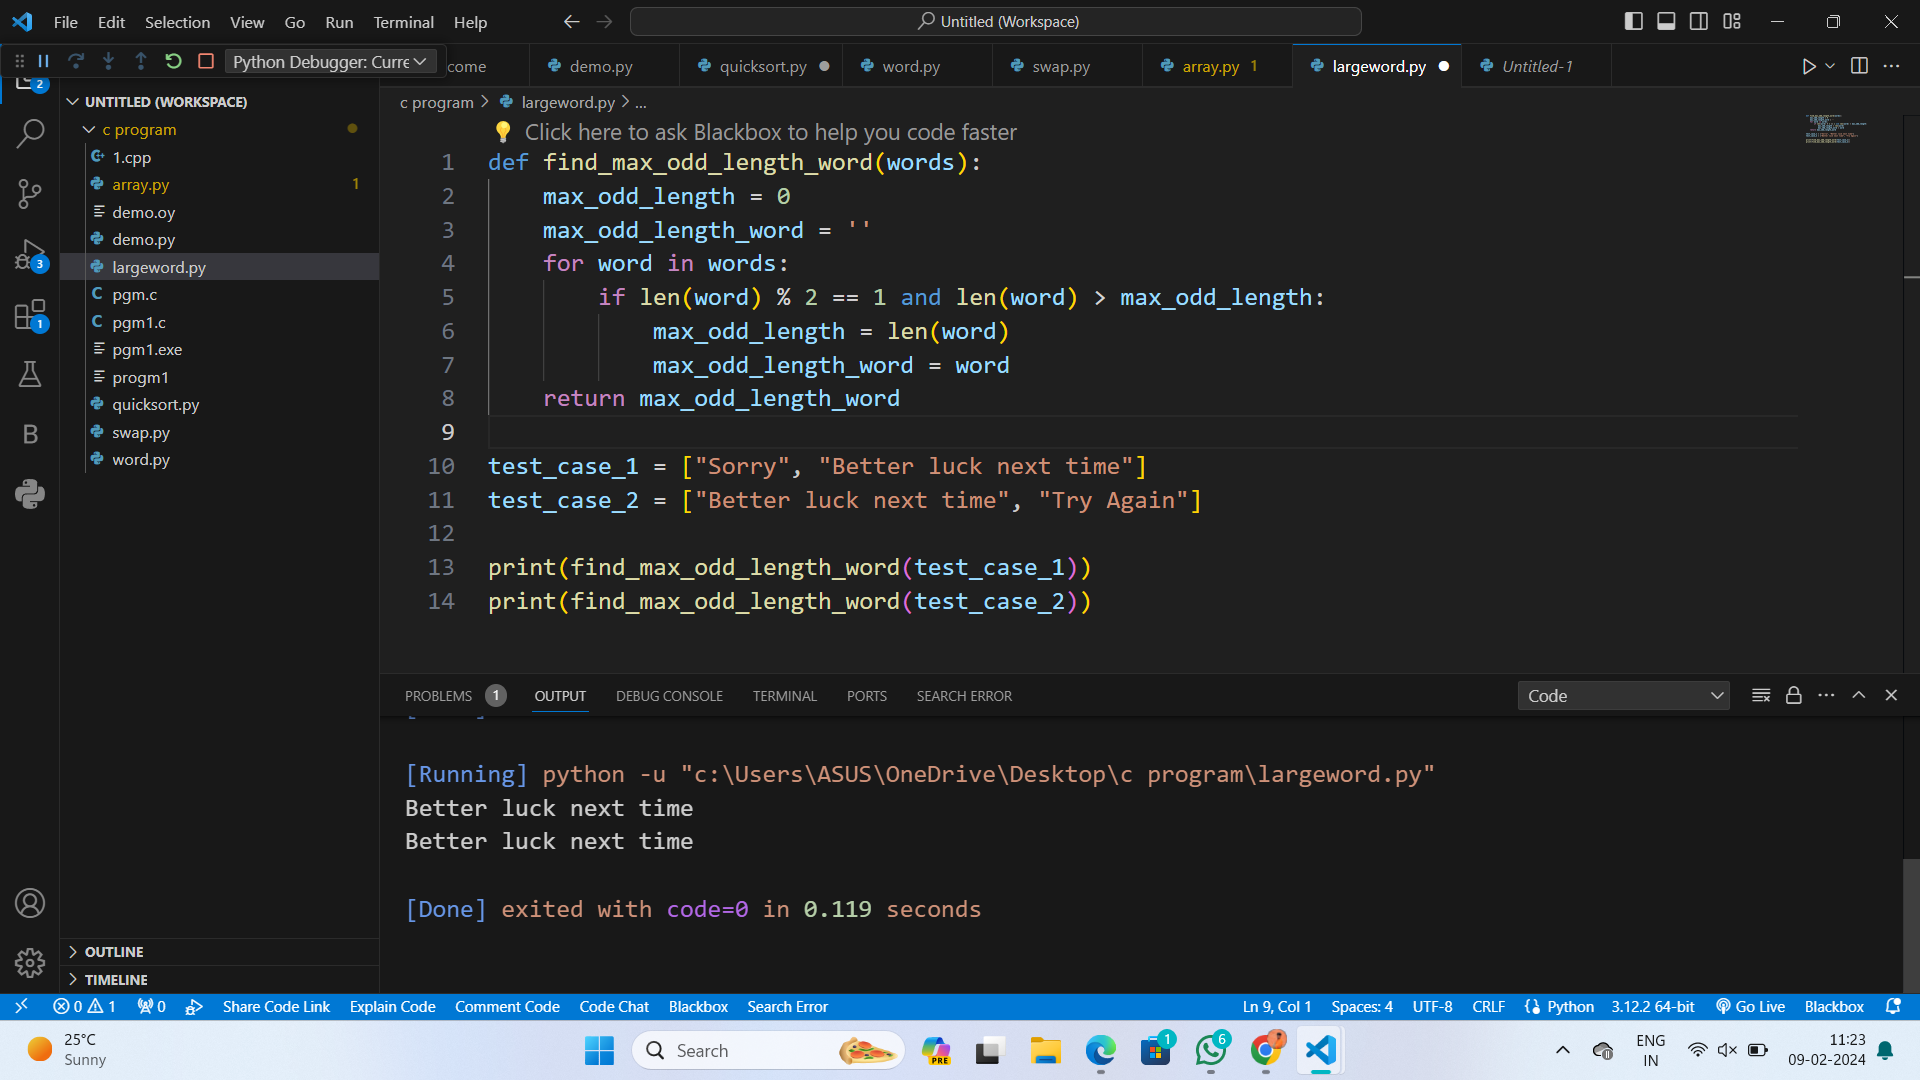 File Edit Selection View Go Run Terminal Help
Untitled (Workspace)
Python Debugger: Curre
come
demo.py
quicksort.py
word.py
swap.py
array.py 1
largeword.py
Untitled-1
2
3
1
B
UNTITLED (WORKSPACE)
c program
1.cpp
array.py 1
demo.oy
demo.py
largeword.py
pgm.c
pgm1.c
pgm1.exe
progm1
quicksort.py
swap.py
word.py
OUTLINE
TIMELINE
c program > largeword.py > ...
Click here to ask Blackbox to help you code faster
1 def find_max_odd_length_word(words):
2 max_odd_length = 0
3 max_odd_length_word = ''
4 for word in words:
5 if len(word) % 2 == 1 and len(word) > max_odd_length:
6 max_odd_length = len(word)
7 max_odd_length_word = word
8 return max_odd_length_word
9
10 test_case_1 = ["Sorry", "Better luck next time"]
11 test_case_2 = ["Better luck next time", "Try Again"]
12
13 print(find_max_odd_length_word(test_case_1))
14 print(find_max_odd_length_word(test_case_2))
PROBLEMS 1 OUTPUT DEBUG CONSOLE TERMINAL PORTS SEARCH ERROR
Code
[Running] python -u "c:\Users\ASUS\OneDrive\Desktop\c program\largeword.py"
Better luck next time
Better luck next time
[Done] exited with code=0 in 0.119 seconds
0 1 0 Share Code Link Explain Code Comment Code Code Chat Blackbox Search Error
Ln 9, Col 1 Spaces: 4 UTF-8 CRLF {} Python 3.12.2 64-bit Go Live Blackbox
25°C
Sunny
Search
PRE
1
6
ENG
IN
11:23
09-02-2024